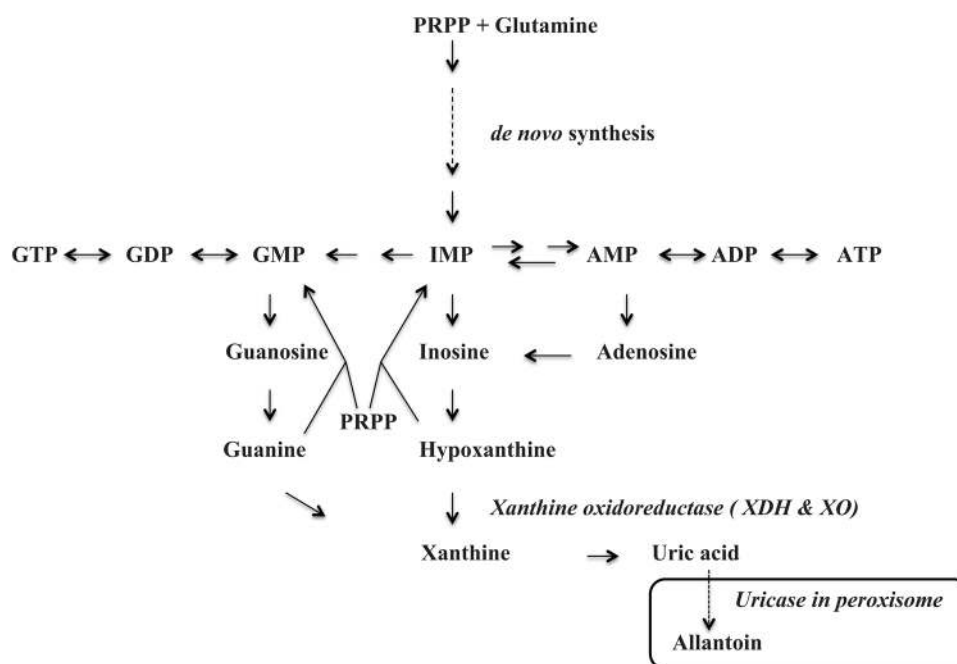 PRPP + Glutamine
de novo synthesis
GTP GDP GMP IMP AMP ADP ATP
Guanosine Inosine Adenosine
PRPP
Guanine Hypoxanthine
Xanthine oxidoreductase ( XDH & XO)
Xanthine Uric acid
Uricase in peroxisome
Allantoin